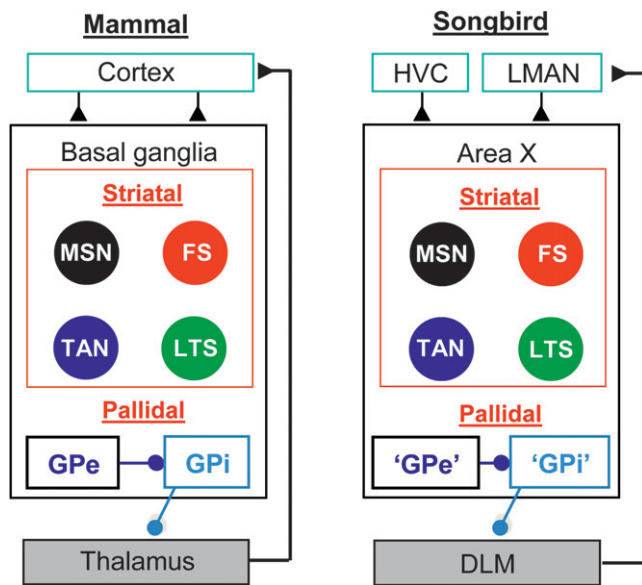 Mammal
Cortex
Basal ganglia
Striatal
MSN FS
TAN LTS
Pallidal
GPe GPi
Thalamus
Songbird
HVC LMAN
Area X
Striatal
MSN FS
TAN LTS
Pallidal
‘GPe’ ‘GPi’
DLM